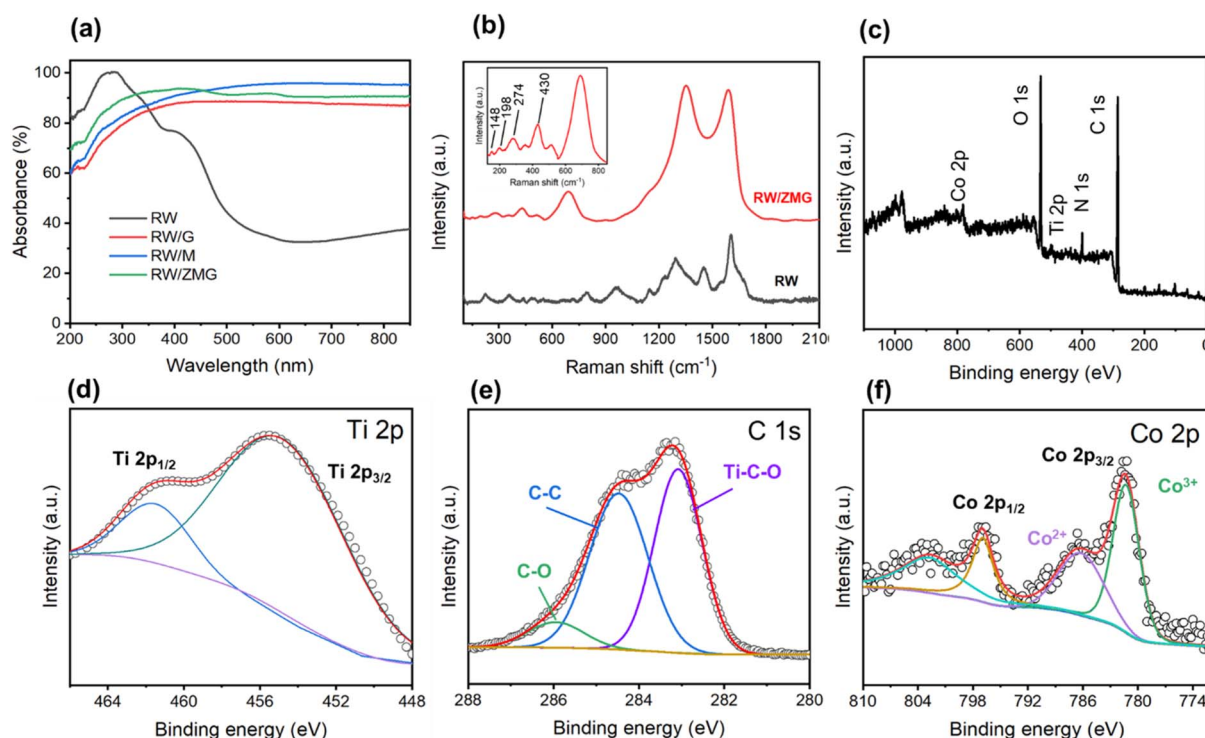 (a)
100
80
60
40
20
0
200 300 400 500 600 700 800
Absorbance (%)
Wavelength (nm)
RW
RW/G
RW/M
RW/ZMG
(b)
Intensity (a.u.)
Raman shift (cm-1)
300 600 900 1200 1500 1800 2100
RW/ZMG
RW
Intensity (a.u.)
148
198
274
430
200 400 600 800
Raman shift (cm-1)
(c)
Intensity (a.u.)
Co 2p
O 1s
Ti 2p
N 1s
C 1s
1000 800 600 400 200 0
Binding energy (eV)
(d)
Ti 2p
Ti 2p1/2
Ti 2p3/2
Intensity (a.u.)
464 460 456 452 448
Binding energy (eV)
(e)
C 1s
C-C
Ti-C-O
C-O
Intensity (a.u.)
288 286 284 282 280
Binding energy (eV)
(f)
Co 2p
Co 2p3/2
Co3+
Co 2p1/2
Co2+
Intensity (a.u.)
810 804 798 792 786 780 774
Binding energy (eV)